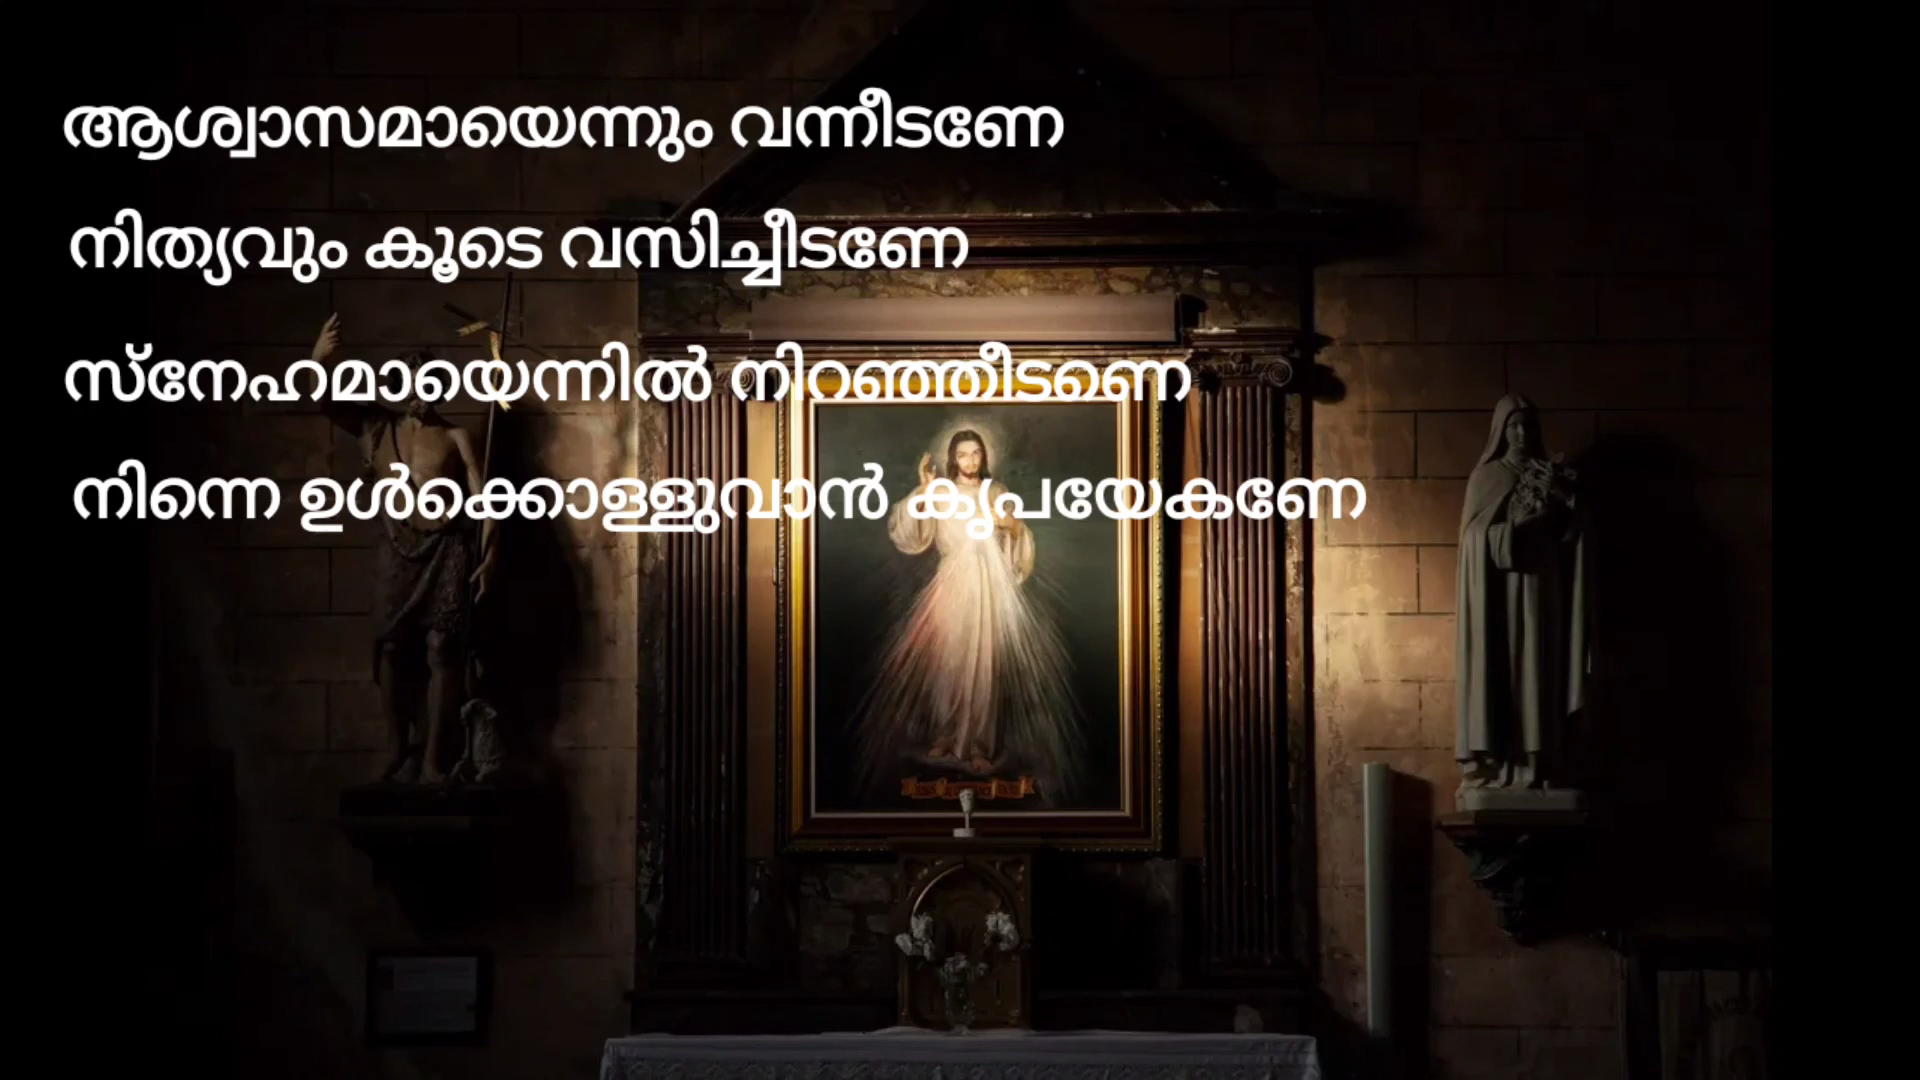 ആശ്വാസമായെന്നും വന്നീടണേ
നിത്യവും കൂടെ വസിച്ചീടണേ
സ്നേഹമായെന്നിൽ നിറഞ്ഞീടണെ
നിന്നെ ഉൾക്കൊള്ളുവാൻ കൃപയേകണേ